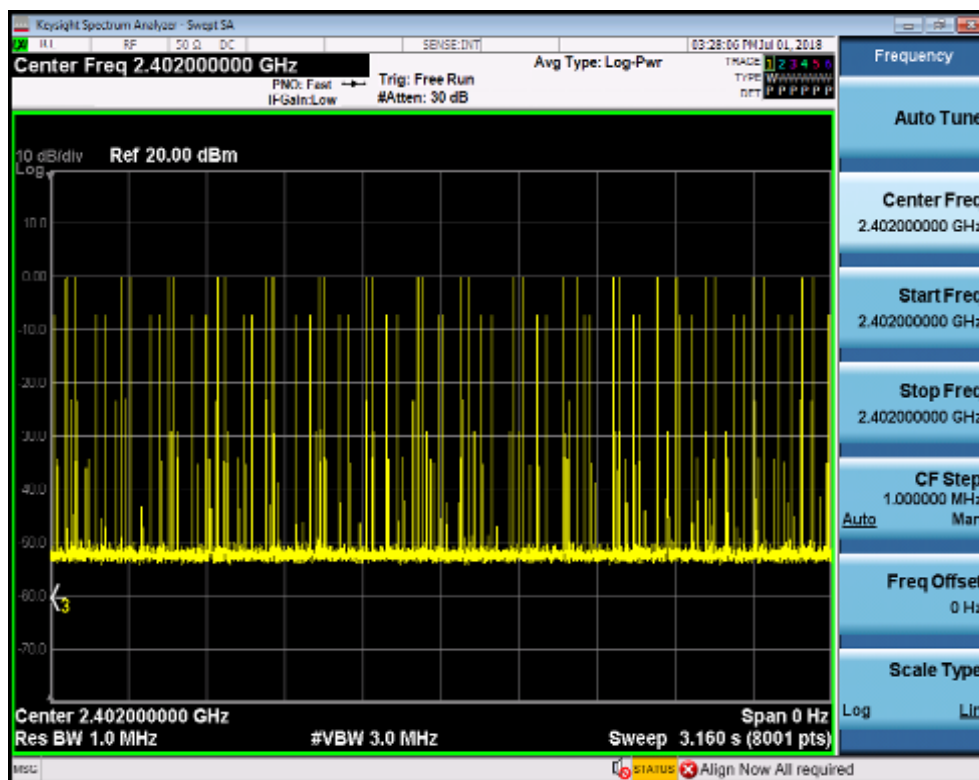 Keysight Spectrum Analyzer - Swept SA
RF 50 Ω DC SENSE:INT 03:28:06 PM Jul 01, 2018
Center Freq 2.402000000 GHz
PNO: Fast
IFGain:Low
Trig: Free Run
#Atten: 30 dB
Avg Type: Log-Pwr
TRACE 1 2 3 4 5 6
TYPE W
DET P P P P P P
10 dB/div
Log
Ref 20.00 dBm
10.0
0.00
-10.0
-20.0
-30.0
-40.0
-50.0
-60.0
-70.0
3
Center 2.402000000 GHz
Span 0 Hz
Res BW 1.0 MHz
#VBW 3.0 MHz
Sweep 3.160 s (8001 pts)
MSG
STATUS
Align Now All required
Frequency
Auto Tune
Center Freq
2.402000000 GHz
Start Freq
2.402000000 GHz
Stop Freq
2.402000000 GHz
CF Step
1.000000 MHz
Auto Man
Freq Offset
0 Hz
Scale Type
Log Lin